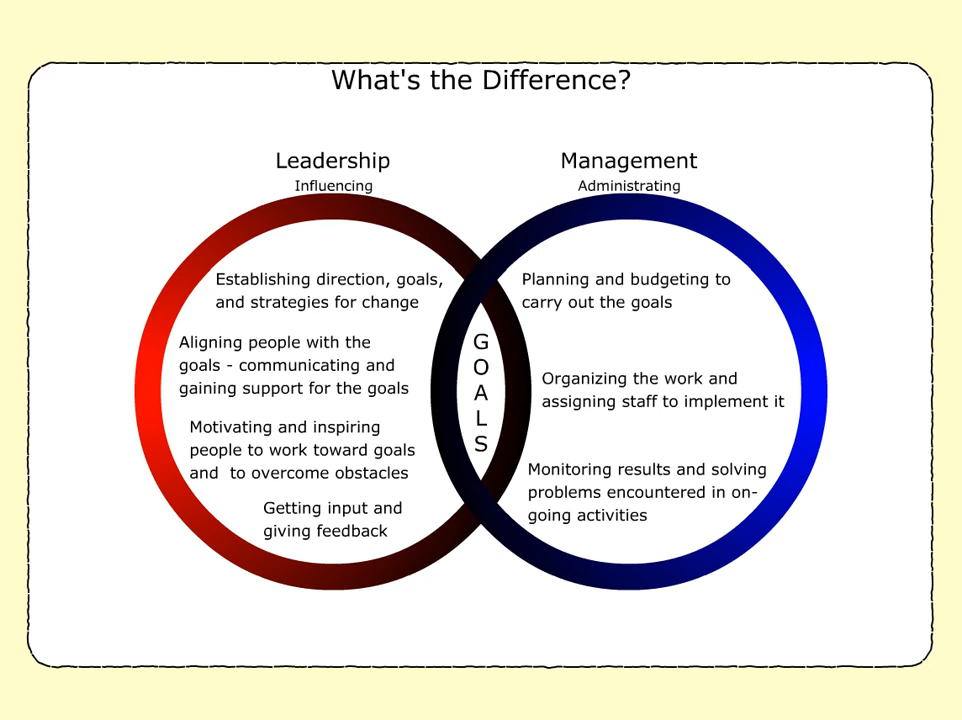 What's the Difference?
Leadership
Influencing
Establishing direction, goals,
and strategies for change
Aligning people with the
goals - communicating and
gaining support for the goals
Motivating and inspiring
people to work toward goals
and  to overcome obstacles
Getting input and
giving feedback
G
O
A
L
S
Management
Administrating
Planning and budgeting to
carry out the goals
Organizing the work and
assigning staff to implement it
Monitoring results and solving
problems encountered in on-
going activities